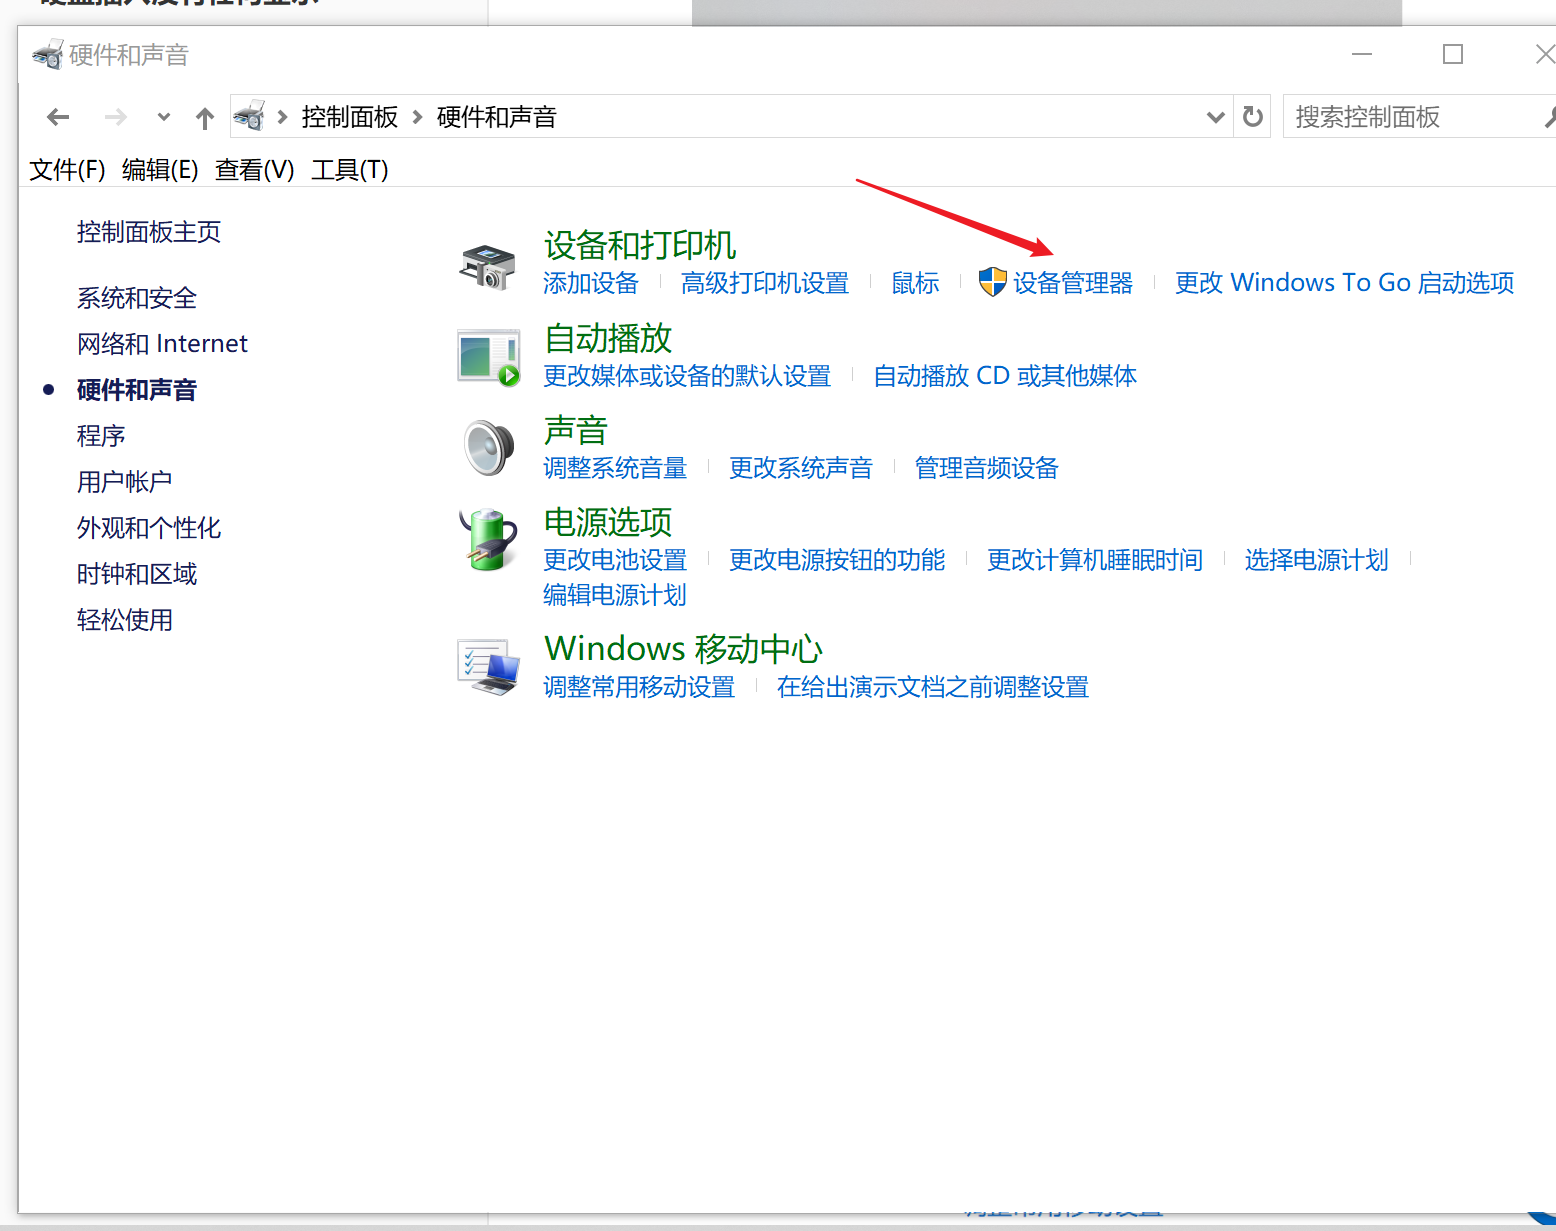 硬件和声音
控制面板 硬件和声音
搜索控制面板
文件(F) 编辑(E) 查看(V) 工具(T)
控制面板主页
系统和安全
网络和 Internet
硬件和声音
程序
用户帐户
外观和个性化
时钟和区域
轻松使用
设备和打印机
添加设备 高级打印机设置 鼠标 设备管理器 更改 Windows To Go 启动选项
自动播放
更改媒体或设备的默认设置 自动播放 CD 或其他媒体
声音
调整系统音量 更改系统声音 管理音频设备
电源选项
更改电池设置 更改电源按钮的功能 更改计算机睡眠时间 选择电源计划
编辑电源计划
Windows 移动中心
调整常用移动设置 在给出演示文档之前调整设置
调整常用移动设置